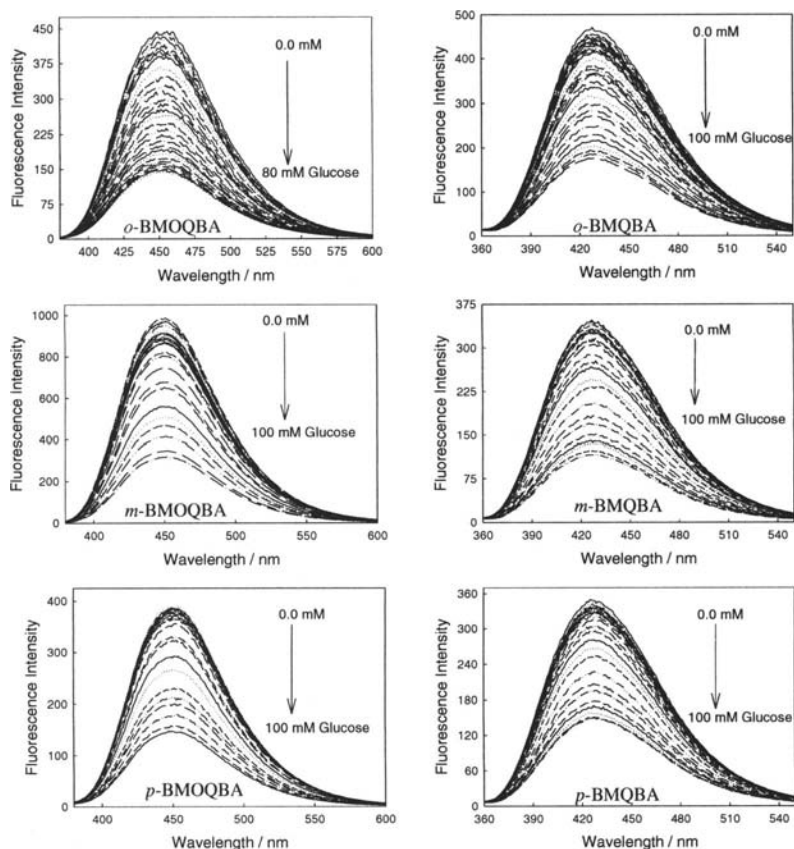 450
375
300
225
150
75
0
Fluorescence Intensity
0.0 mM
80 mM Glucose
o-BMOQBA
400 425 450 475 500 525 550 575 600
Wavelength / nm
500
400
300
200
100
0
Fluorescence Intensity
0.0 mM
100 mM Glucose
o-BMQBA
360 390 420 450 480 510 540
Wavelength / nm
1000
800
600
400
200
0
Fluorescence Intensity
0.0 mM
100 mM Glucose
m-BMOQBA
400 450 500 550 600
Wavelength / nm
375
300
225
150
75
0
Fluorescence Intensity
0.0 mM
100 mM Glucose
m-BMQBA
360 390 420 450 480 510 540
Wavelength / nm
400
300
200
100
0
Fluorescence Intensity
0.0 mM
100 mM Glucose
p-BMOQBA
400 450 500 550 600
Wavelength / nm
360
300
240
180
120
60
0
Fluorescence Intensity
0.0 mM
100 mM Glucose
p-BMQBA
360 390 420 450 480 510 540
Wavelength / nm